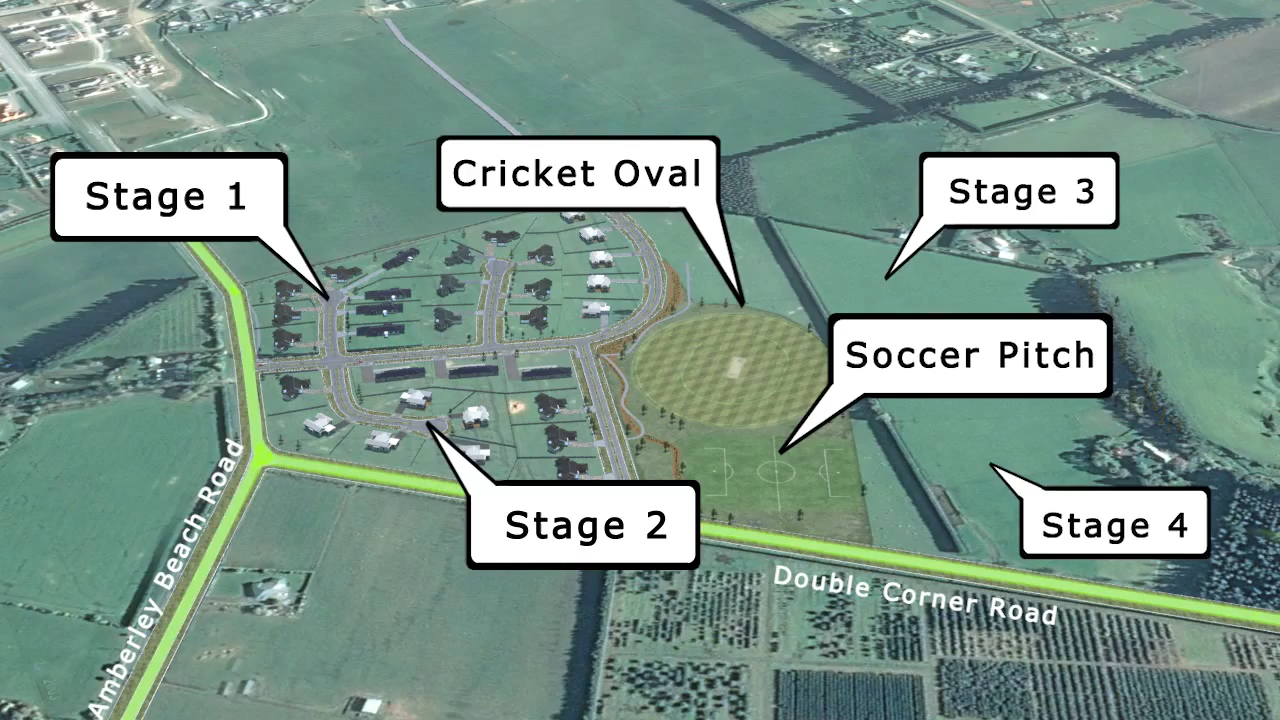 Cricket Oval
Stage 1
Stage 3
Soccer Pitch
Stage 2
Stage 4
Amberley Beach Road
Double Corner Road